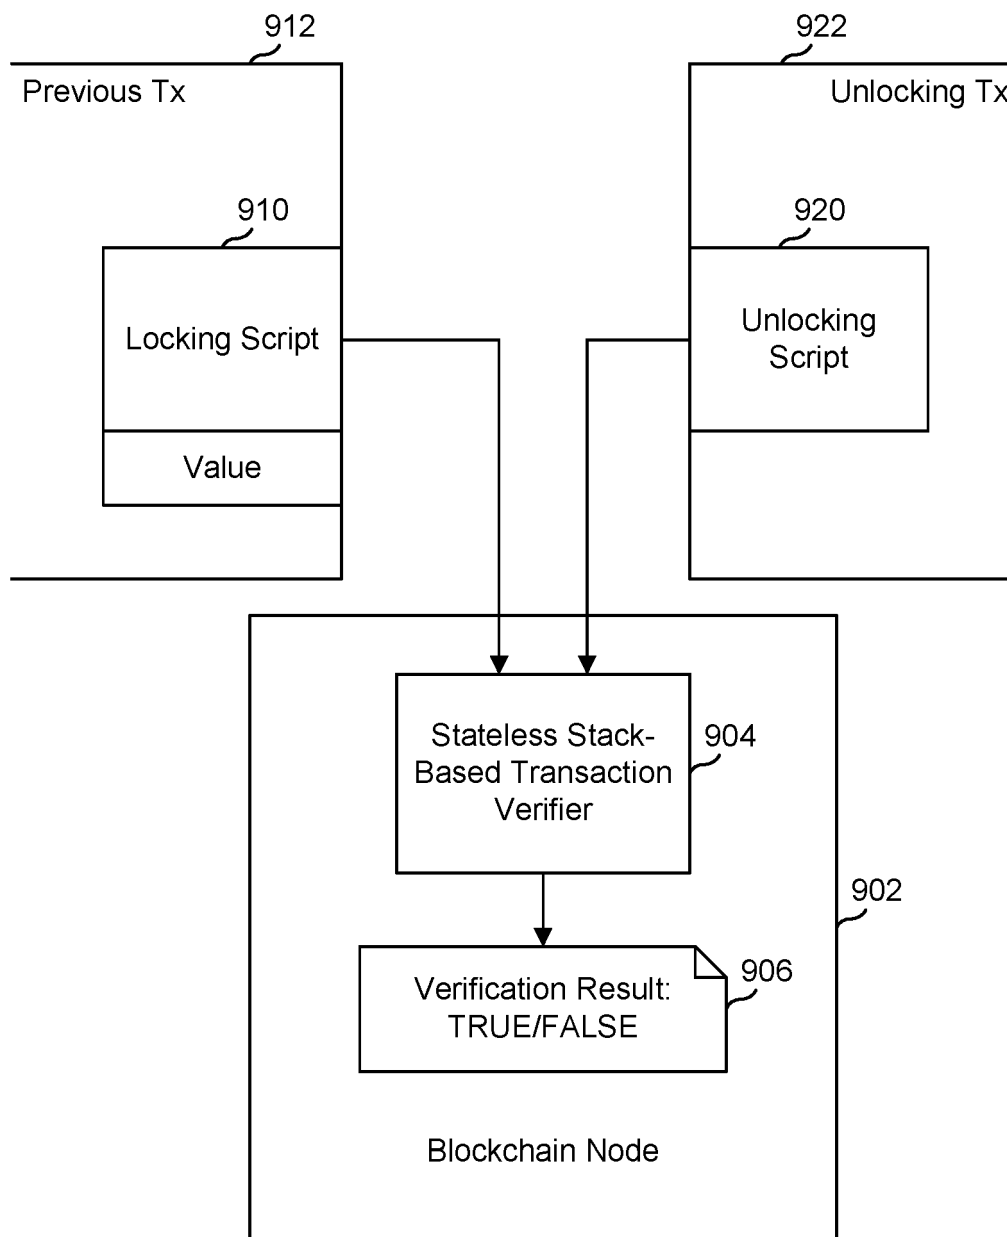 912
922
Previous Tx
Unlocking Tx
910
920
Locking Script
Unlocking
Script
Value
Stateless Stack-
Based Transaction
Verifier
904
902
906
Verification Result:
TRUE/FALSE
Blockchain Node